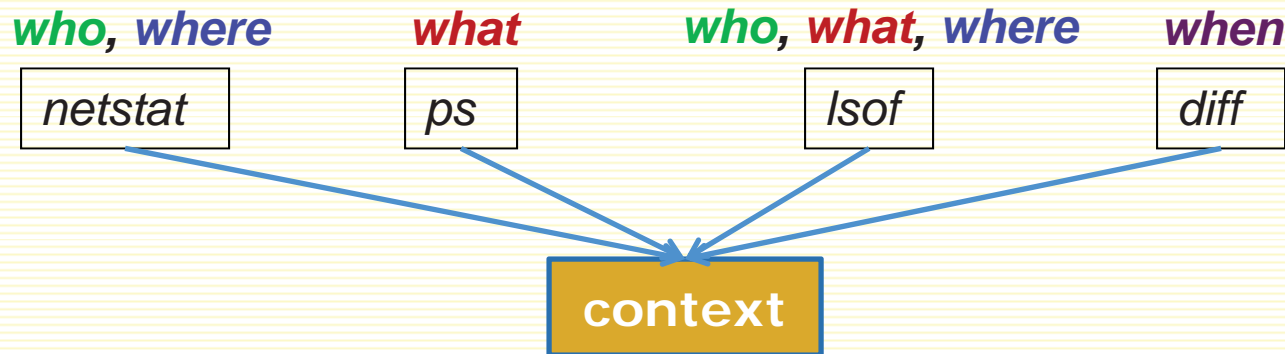 who, where what who, what, where when
netstat ps lsof diff
context